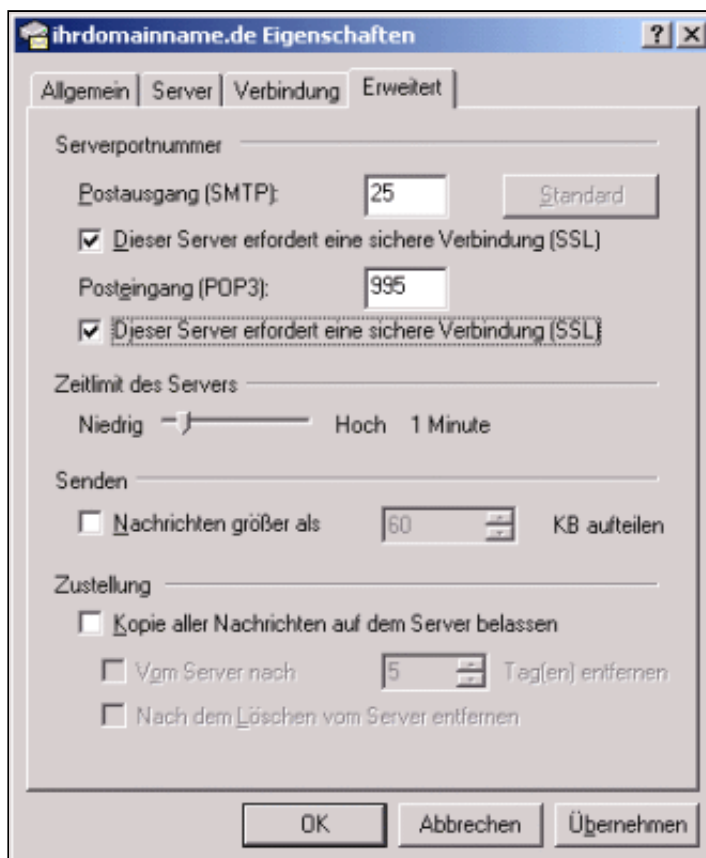 ihrdomainname.de Eigenschaften
Allgemein Server Verbindung Erweitert
Serverportnummer
Postausgang (SMTP): 25 Standard
Dieser Server erfordert eine sichere Verbindung (SSL)
Posteingang (POP3): 995
Dieser Server erfordert eine sichere Verbindung (SSL)
Zeitlimit des Servers
Niedrig Hoch 1 Minute
Senden
Nachrichten größer als 60 KB aufteilen
Zustellung
Kopie aller Nachrichten auf dem Server belassen
Vom Server nach 5 Tag(en) entfernen
Nach dem Löschen vom Server entfernen
OK Abbrechen Übernehmen